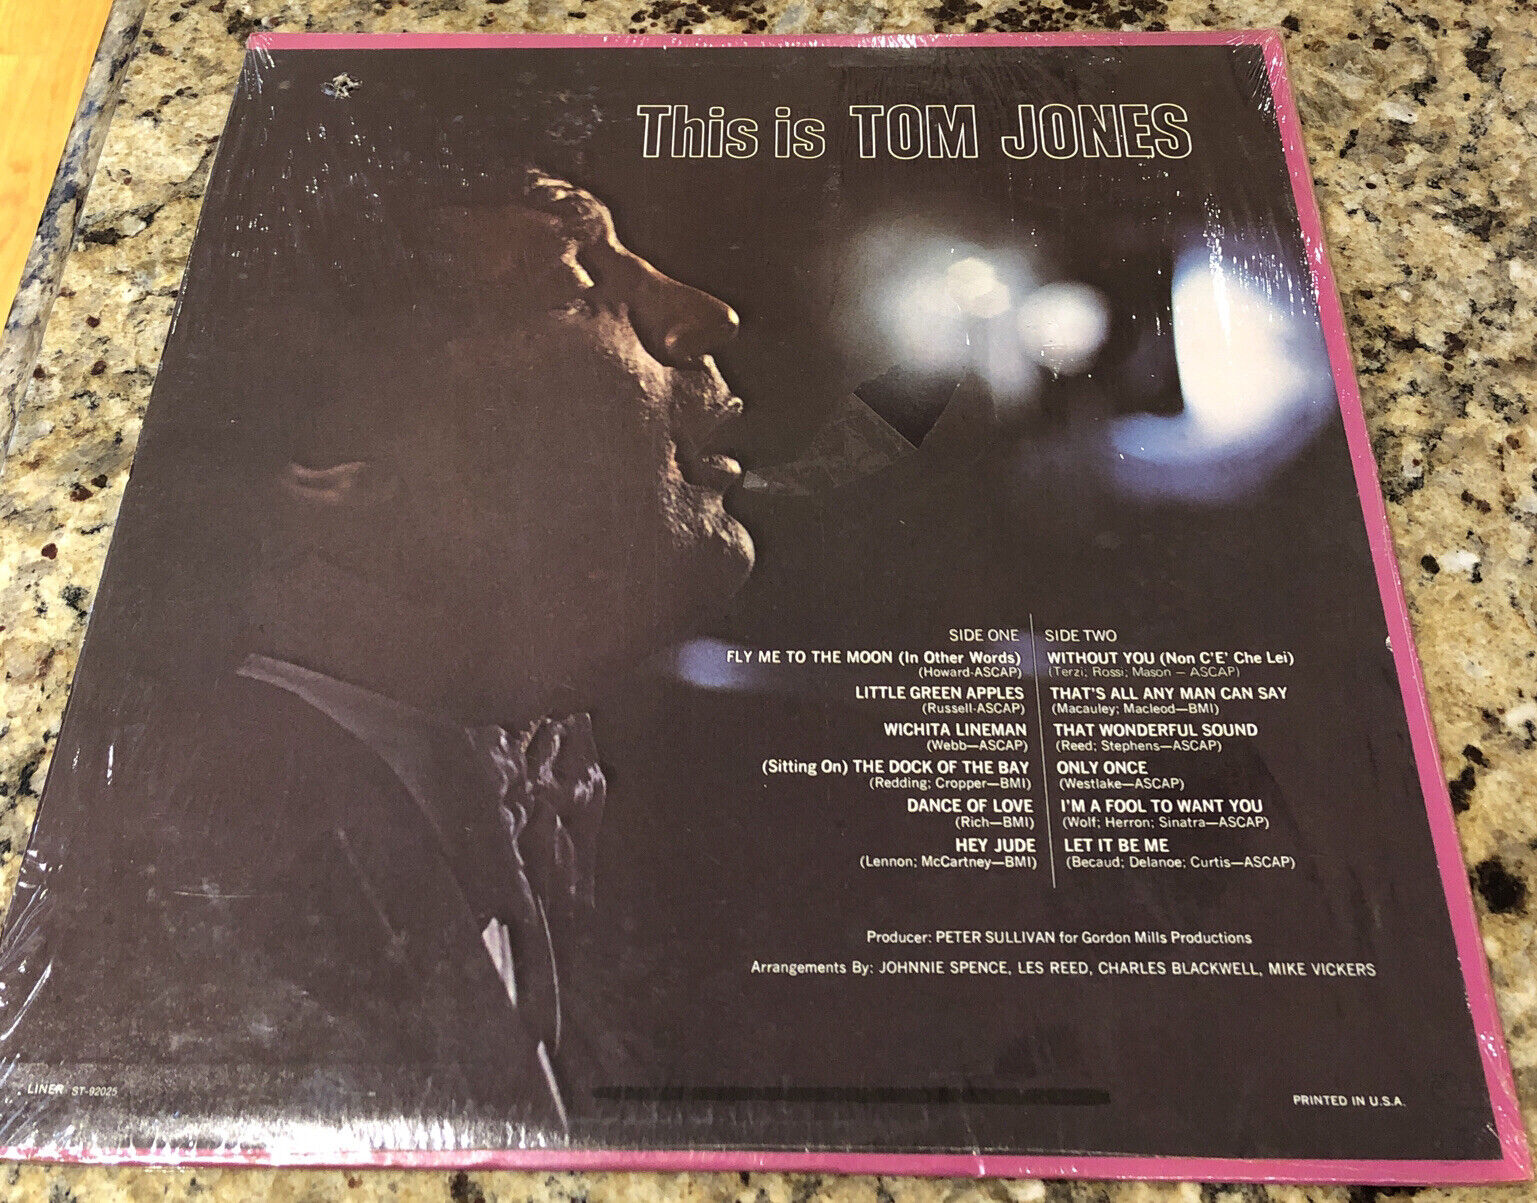 This is TOM JONES
SIDE ONE
FLY ME TO THE MOON (In Other Words)
(Howard-ASCAP)
LITTLE GREEN APPLES
(Russell-ASCAP)
WICHITA LINEMAN
(Webb—ASCAP)
(Sitting On) THE DOCK OF THE BAY
(Redding; Cropper—BMI)
DANCE OF LOVE
(Rich—BMI)
HEY JUDE
(Lennon; McCartney—BMI)
SIDE TWO
WITHOUT YOU (Non C'E' Che Lei)
(Terzi; Rossi; Mason — ASCAP)
THAT'S ALL ANY MAN CAN SAY
(Macauley; Macleod—BMI)
THAT WONDERFUL SOUND
(Reed; Stephens—ASCAP)
ONLY ONCE
(Westlake—ASCAP)
I'M A FOOL TO WANT YOU
(Wolf; Herron; Sinatra—ASCAP)
LET IT BE ME
(Becaud; Delanoe; Curtis—ASCAP)
Producer: PETER SULLIVAN for Gordon Mills Productions
Arrangements By: JOHNNIE SPENCE, LES REED, CHARLES BLACKWELL, MIKE VICKERS
LINER ST-92025
PRINTED IN U.S.A.